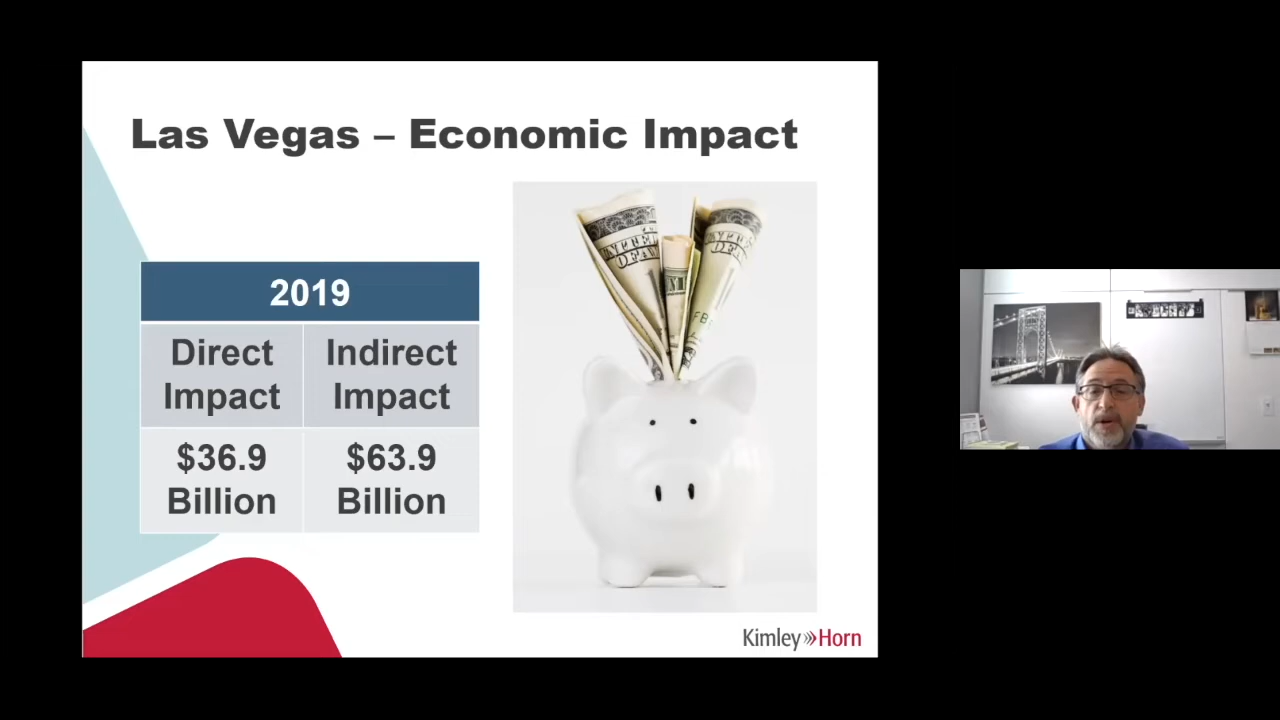 Las Vegas – Economic Impact
2019
Direct
Impact
Indirect
Impact
$36.9
Billion
$63.9
Billion
Kimley»Horn